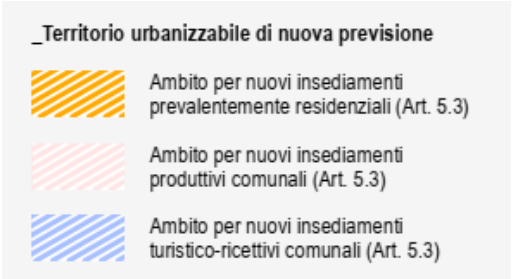 _Territorio urbanizzabile di nuova previsione
Ambito per nuovi insediamenti
prevalentemente residenziali (Art. 5.3)
Ambito per nuovi insediamenti
produttivi comunali (Art. 5.3)
Ambito per nuovi insediamenti
turistico-ricettivi comunali (Art. 5.3)